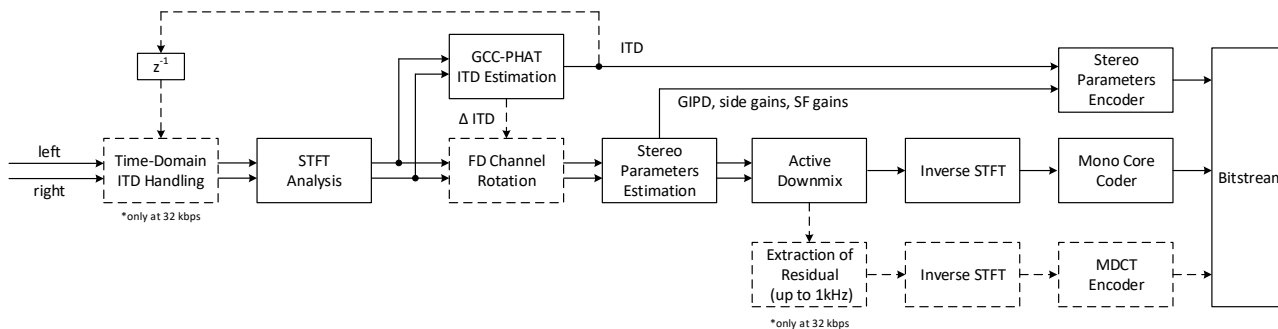 ITD
z-1
GCC-PHAT
ITD Estimation
Stereo
Parameters
Encoder
GIPD, side gains, SF gains
Δ ITD
left
right
Time-Domain
ITD Handling
*only at 32 kbps
STFT
Analysis
FD Channel
Rotation
Stereo
Parameters
Estimation
Active
Downmix
Inverse STFT
Mono Core
Coder
Bitstream
Extraction of
Residual
(up to 1kHz)
*only at 32 kbps
Inverse STFT
MDCT
Encoder